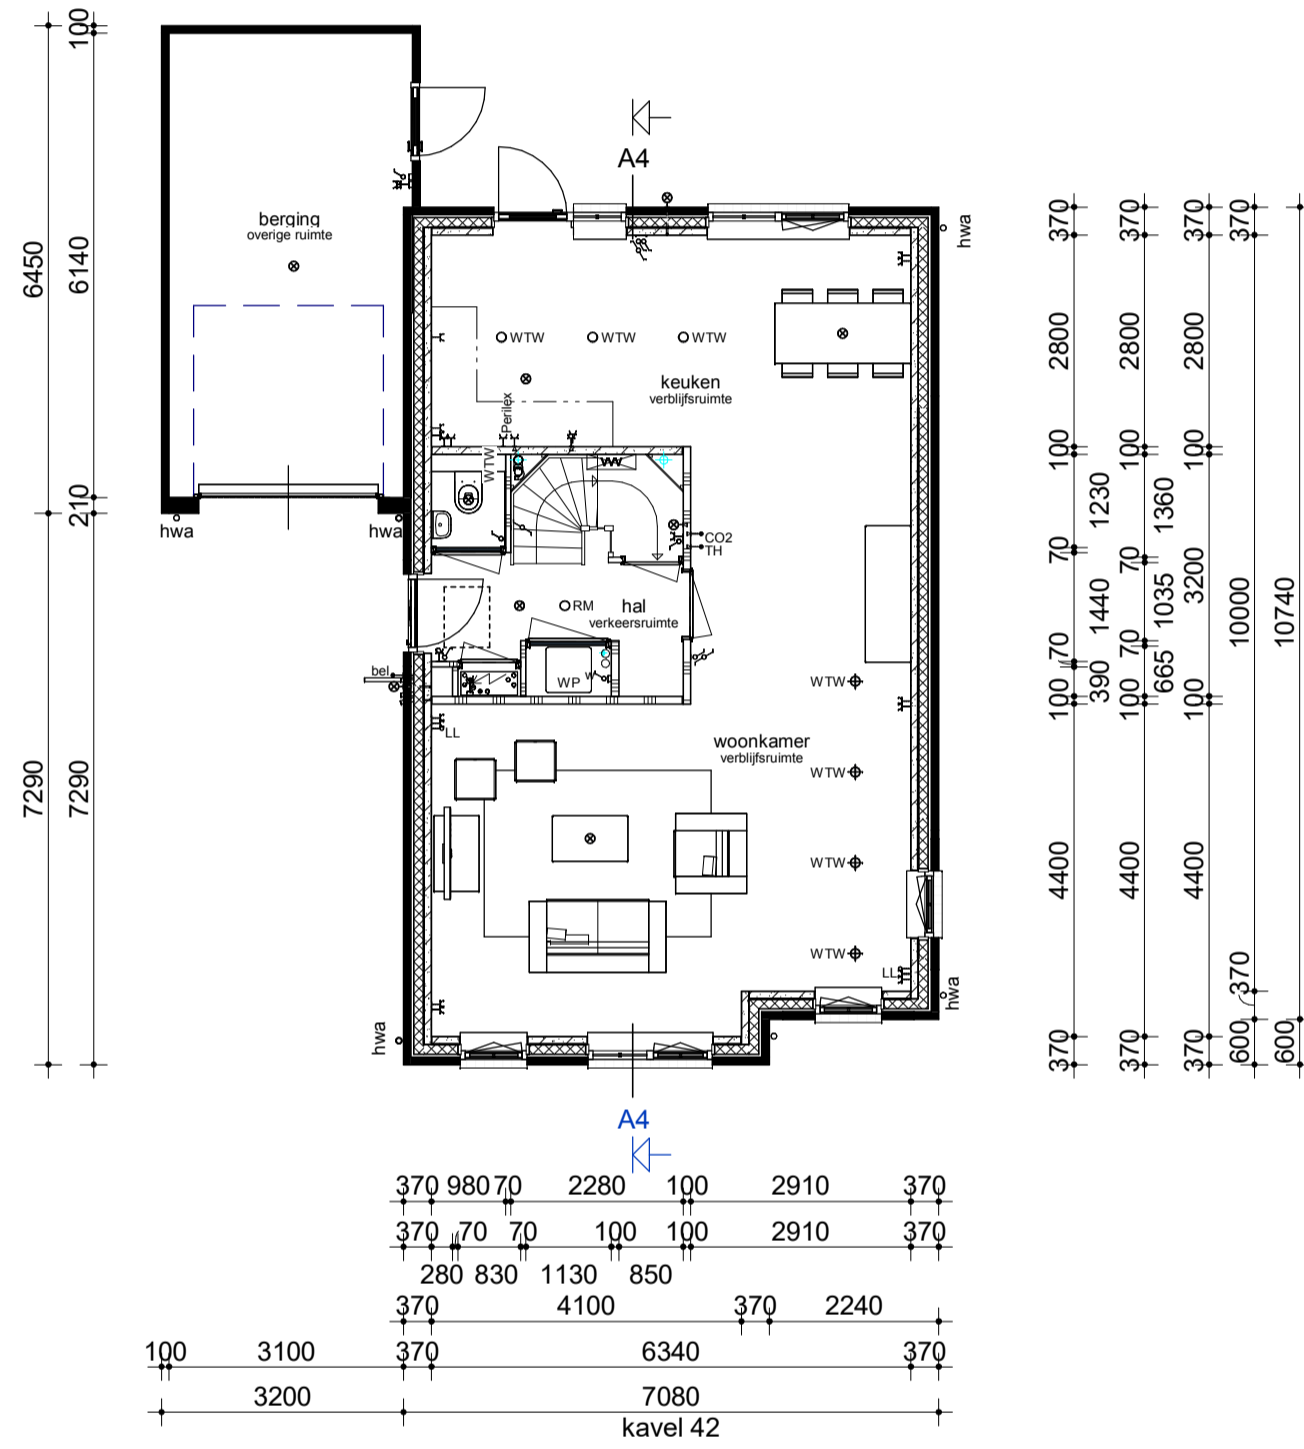 100
6450
6140
210
7290
7290
A4
berging
overige ruimte
hwa
hwa
hwa
WTW
WTW
WTW
keuken
verblijfsruimte
Perilex
WTW
CO2
TH
RM
hal
verkeersruimte
bel
WP
W
LL
WTW
woonkamer
verblijfsruimte
WTW
WTW
WTW
LL
hwa
hwa
A4
370
370
370
370
2800
2800
2800
100
100
100
1230
1360
70
70
1440
1035
3200
10000
10740
70
70
390
665
100
100
100
4400
4400
4400
370
370
370
370
600
600
370 980 70 2280 100 2910 370
370 70 70 100 100 2910 370
280 830 1130 850
370 4100 370 2240
100 3100 370 6340 370
3200 7080
kavel 42